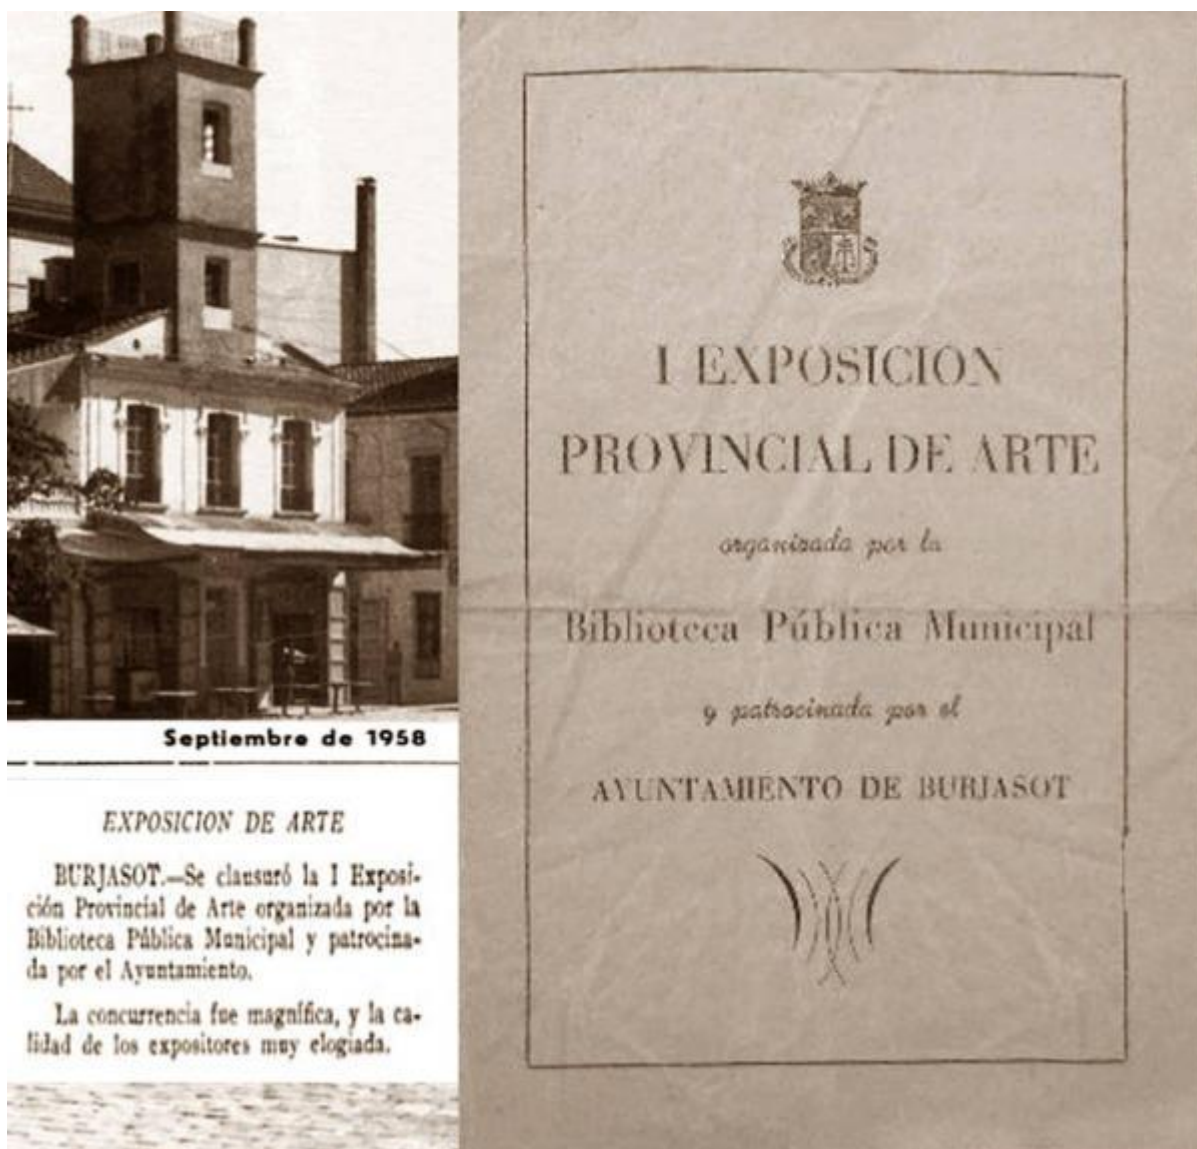 Septiembre de 1958
EXPOSICION DE ARTE
BURJASOT.—Se clausuró la I Exposi-
ción Provincial de Arte organizada por la
Biblioteca Pública Municipal y patrocina-
da por el Ayuntamiento.
La concurrencia fue magnífica, y la ca-
lidad de los expositores muy elogiada.
I EXPOSICION
PROVINCIAL DE ARTE
organizada por la
Biblioteca Pública Municipal
y patrocinada por el
AYUNTAMIENTO DE BURJASOT